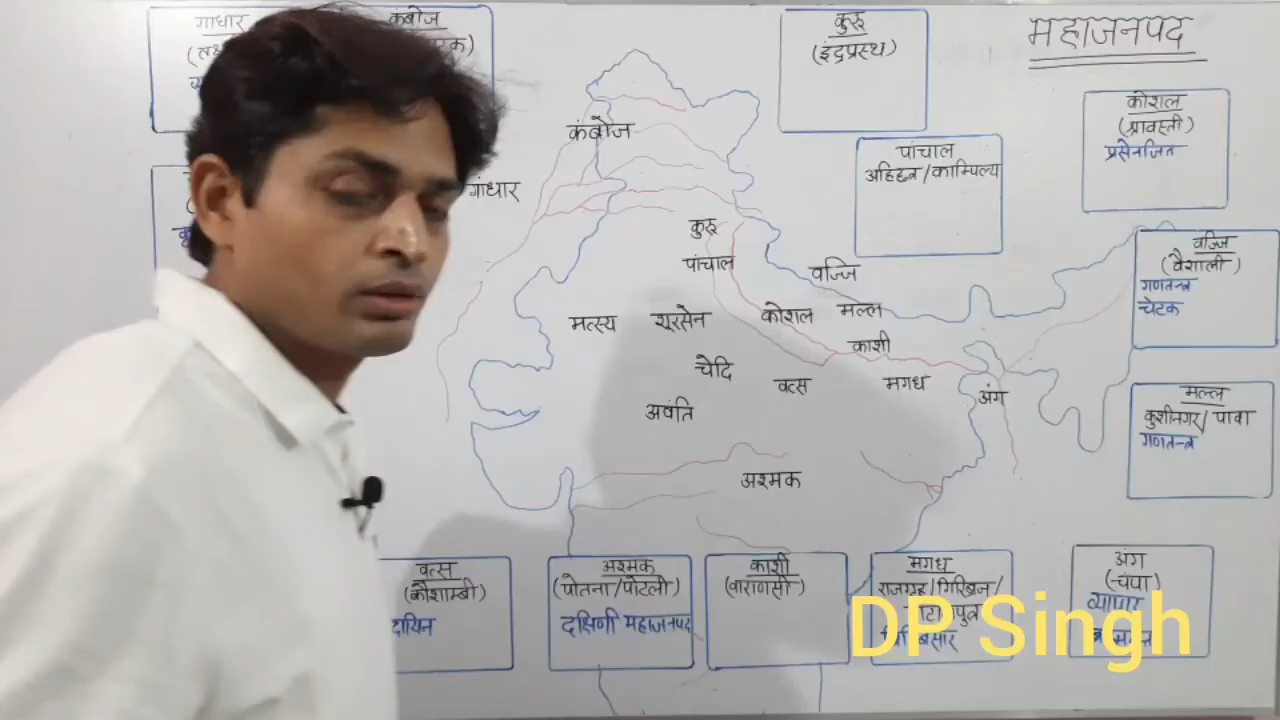 गांधार
कंबोज
कुरु
(इंद्रप्रस्थ)
महाजनपद
कोशल
(श्रावस्ती)
प्रसेनजित
पांचाल
अहिछत्र/काम्पिल्य
वज्जि
(वैशाली)
गणतन्त्र
चेटक
मल्ल
कुशीनगर/ पावा
गणतन्त्र
कंबोज
गांधार
कुरु
पांचाल
वज्जि
मत्स्य शूरसेन कोशल मल्ल
काशी
चेदि वत्स मगध
अंग
अवंति
अश्मक
वत्स
(कौशाम्बी)
अश्मक
(पोतना/पोटली)
दक्षिणी महाजनपद
काशी
(वाराणसी)
मगध
राजगृह/गिरिब्रज/
अंग
(चंपा)
व्यापार
DP Singh